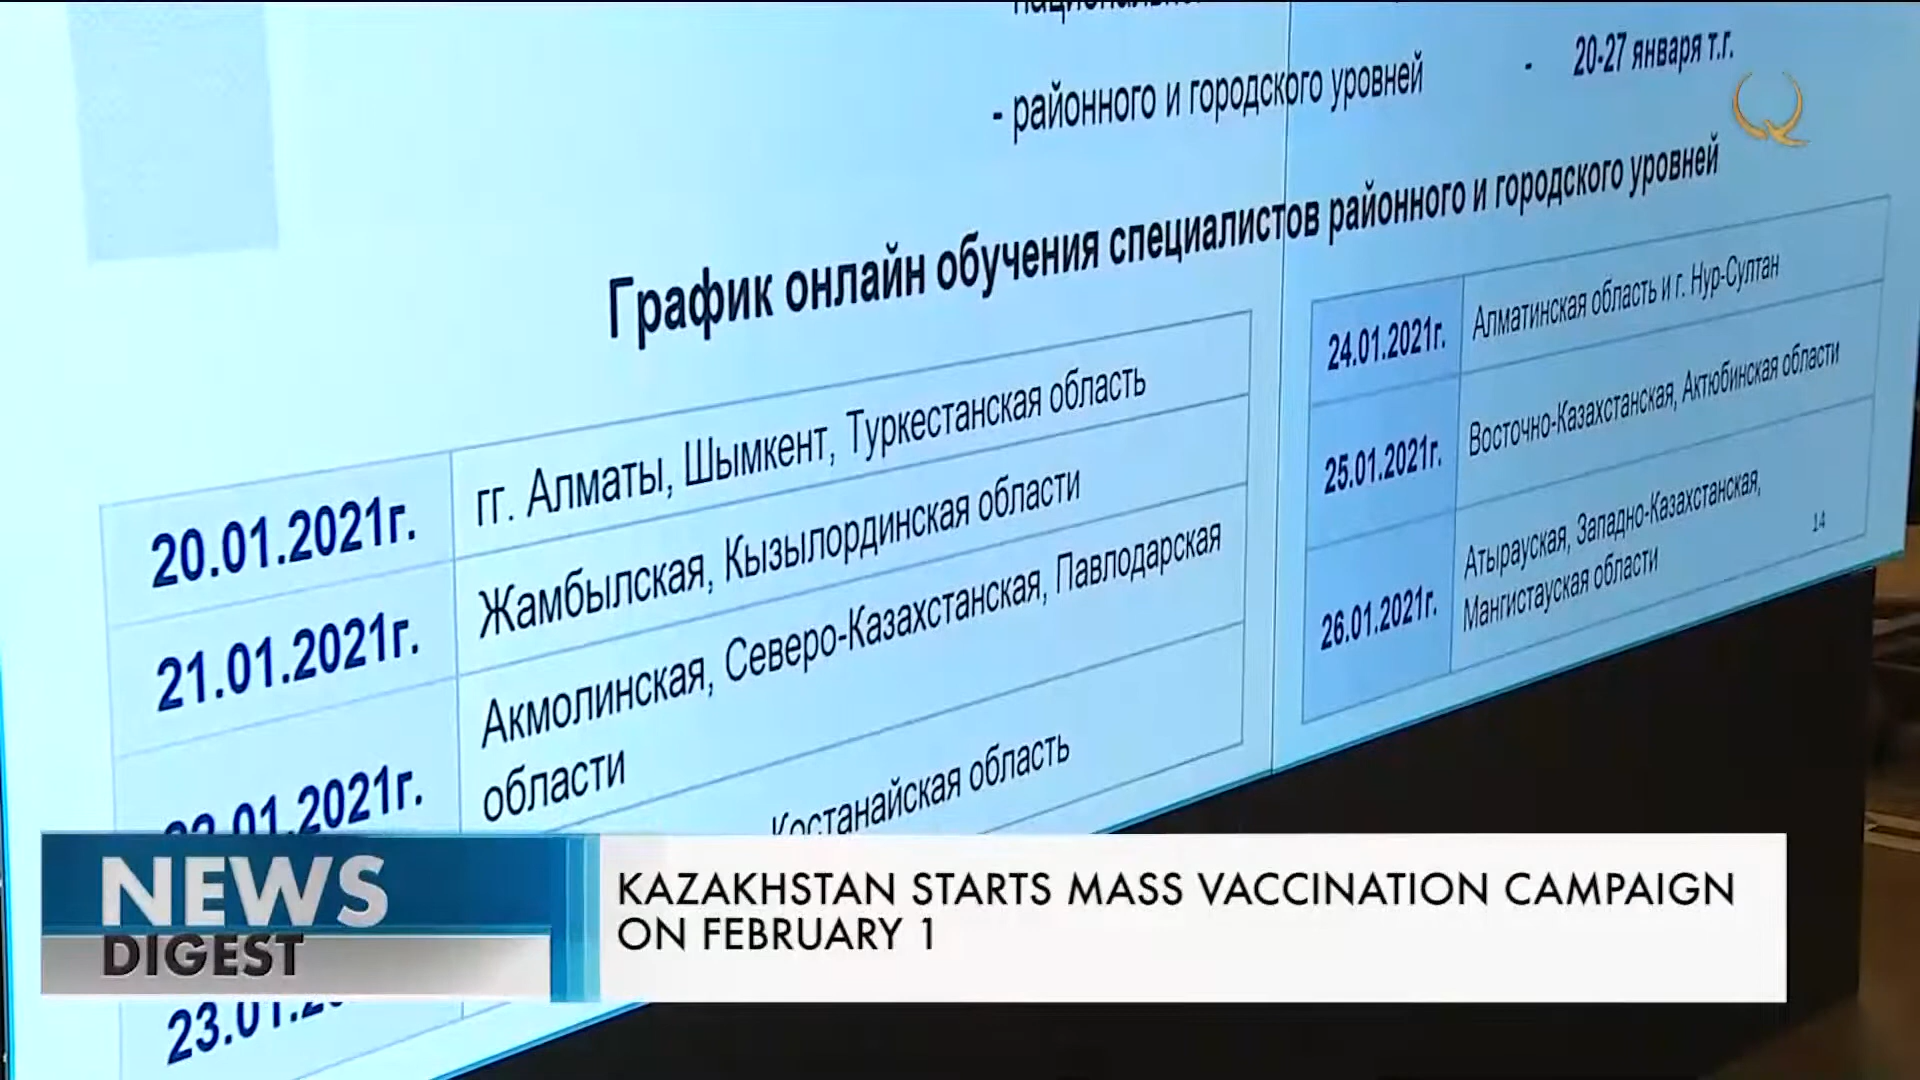 - районного и городского уровней - 20-27 января т.г.
График онлайн обучения специалистов районного и городского уровней
20.01.2021г. гг. Алматы, Шымкент, Туркестанская область
21.01.2021г. Жамбылская, Кызылординская области
22.01.2021г. Акмолинская, Северо-Казахстанская, Павлодарская
области
Костанайская область
24.01.2021г. Алматинская область и г. Нур-Султан
25.01.2021г. Восточно-Казахстанская, Актюбинская области
26.01.2021г. Атырауская, Западно-Казахстанская,
Мангистауская области
14
NEWS
DIGEST
KAZAKHSTAN STARTS MASS VACCINATION CAMPAIGN
ON FEBRUARY 1